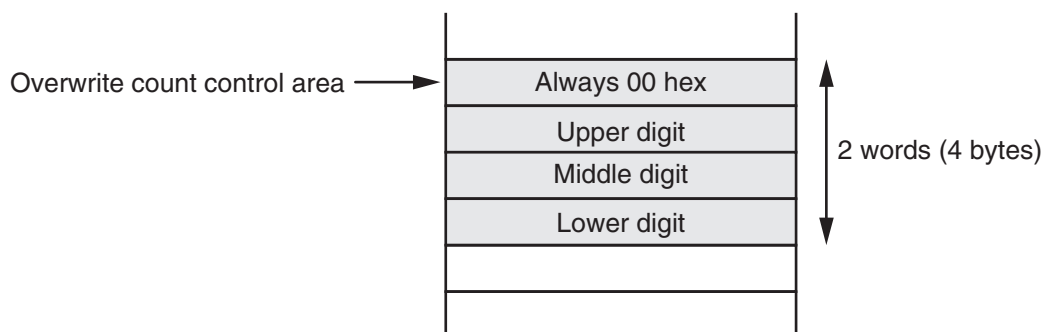 Overwrite count control area
Always 00 hex
Upper digit
Middle digit
Lower digit
2 words (4 bytes)